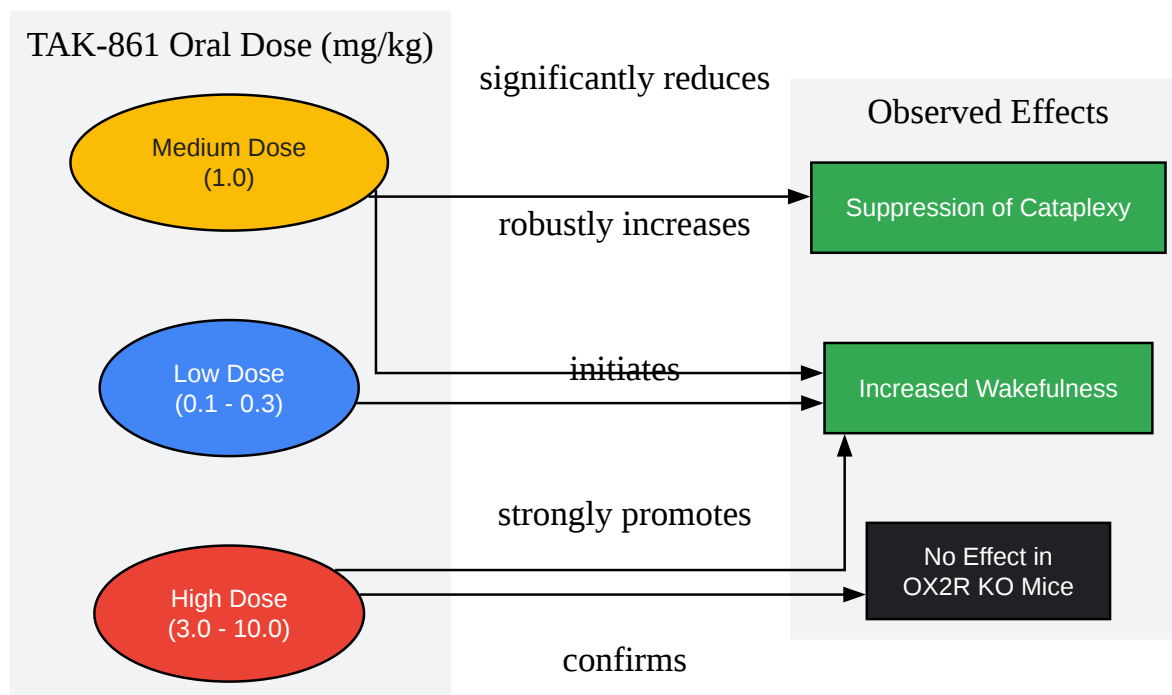 TAK-861 Oral Dose (mg/kg)
significantly reduces
Observed Effects
Medium Dose
(1.0)
Suppression of Cataplexy
robustly increases
Low Dose
(0.1 - 0.3)
initiates
Increased Wakefulness
strongly promotes
High Dose
(3.0 - 10.0)
No Effect in
OX2R KO Mice
confirms